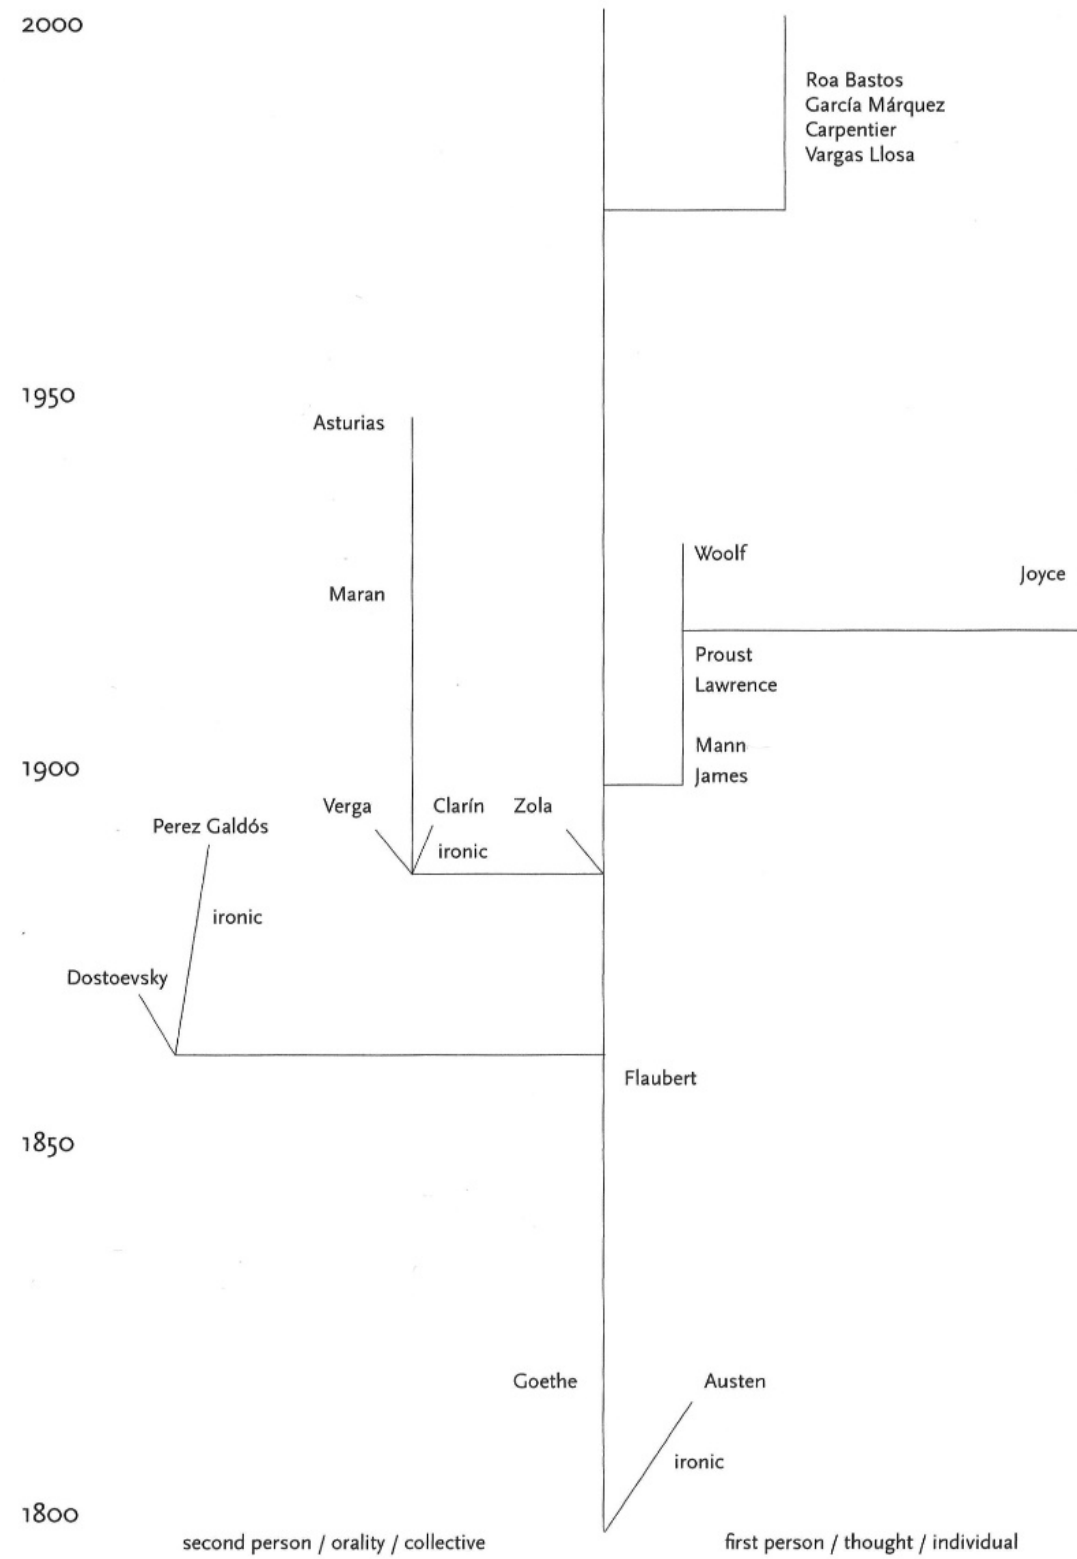 2000
Roa Bastos
García Márquez
Carpentier
Vargas Llosa
1950
Asturias
Woolf
Joyce
Maran
Proust
Lawrence
Mann
1900
James
Verga
Clarín
Zola
Perez Galdós
ironic
ironic
Dostoevsky
Flaubert
1850
Goethe
Austen
ironic
1800
second person / orality / collective
first person / thought / individual